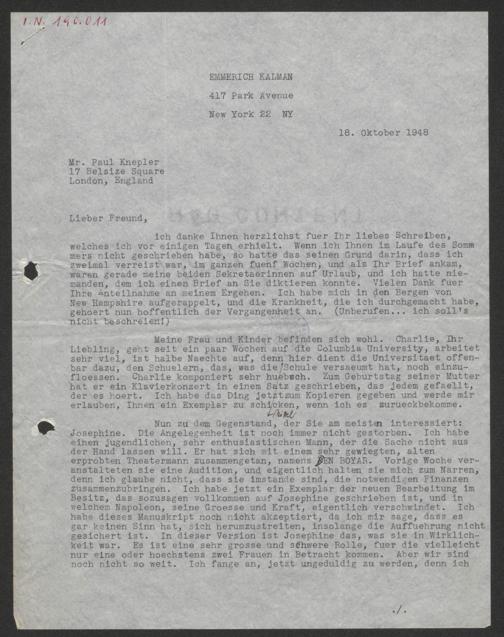 I.N. 190.011
EMMERICH KALMAN
417 Park Avenue
New York 22 NY
18. Oktober 1948
Mr. Paul Knepler
17 Belsize Square
London, England
Lieber Freund,
ich danke Ihnen herzlichst fuer Ihr liebes Schreiben,
welches ich vor einigen Tagen erhielt. Wenn ich Ihnen im Laufe des Somm
mers nicht geschrieben habe, so hatte das seinen Grund darin, dass ich
zweimal verreist war, im ganzen fuenf Wochen, und als Ihr Brief ankam,
waren gerade meine beiden Sekretaerinnen auf Urlaub, und ich hatte nie-
manden, dem ich einen Brief an Sie diktieren konnte. Vielen Dank fuer
Ihre Anteilnahme an meinem Ergehen. Ich habe mich in den Bergen von
New Hampshire aufgerappelt, und die Krankheit, die ich durchgemacht habe,
gehoert nun hoffentlich der Vergangenheit an. (Unberufen... ich soll's
nicht beschreien!)
Meine Frau und Kinder befinden sich wohl. Charlie, Ihr
Liebling, geht seit ein paar Wochen auf die Columbia University, arbeitet
sehr viel, ist halbe Naechte auf, denn hier dient die Universitaet offen-
bar dazu, den Schuelern, das, was die Schule versaeumt hat, noch einzu-
floessen. Charlie komponiert sehr huebsch. Zum Geburtstag seiner Mutter
hat er ein Klavierkonzert in einem Satz geschrieben, das jedem gefaellt,
der es hoert. Ich habe das Ding jetzt zum Kopieren gegeben und werde mir
erlauben, Ihnen ein Exemplar zu schicken, wenn ich es zurueckbekomme.
Nun zu dem Gegenstand, der Sie am meisten interessiert:
Josephine. Die Angelegenheit ist noch immer nicht gestorben. Ich habe
einen jugendlichen, sehr enthusiastischen Mann, der die Sache nicht aus
der Hand lassen will. Er hat sich mit einem sehr gewiegten, alten
erprobten Theatermann zusammengetan, namens BEN BOYAR. Vorige Woche ver-
anstalteten sie eine Audition, und eigentlich halten sie mich zum Narren,
denn ich glaube nicht, dass sie imstande sind, die notwendigen Finanzen
zusammenzubringen. Ich habe jetzt ein Exemplar der neuen Bearbeitung im
Besitz, das sozusagen vollkommen auf Josephine geschrieben ist, und in
welchem Napoleon, seine Groesse und Kraft, eigentlich verschwindet. Ich
habe dieses Manuskript noch nicht akzeptiert, da ich mir sage, dass es
gar keinen Sinn hat, sich herumzustreiten, insolange die Auffuehrung nicht
gesichert ist. In dieser Version ist Josephine das, was sie in Wirklich-
keit war. Es ist eine sehr grosse und schwere Rolle, fuer die vielleicht
nur eine oder hoechstens zwei Frauen in Betracht kommen. Aber wir sind
noch nicht so weit. Ich fange an, jetzt ungeduldig zu werden, denn ich
./.